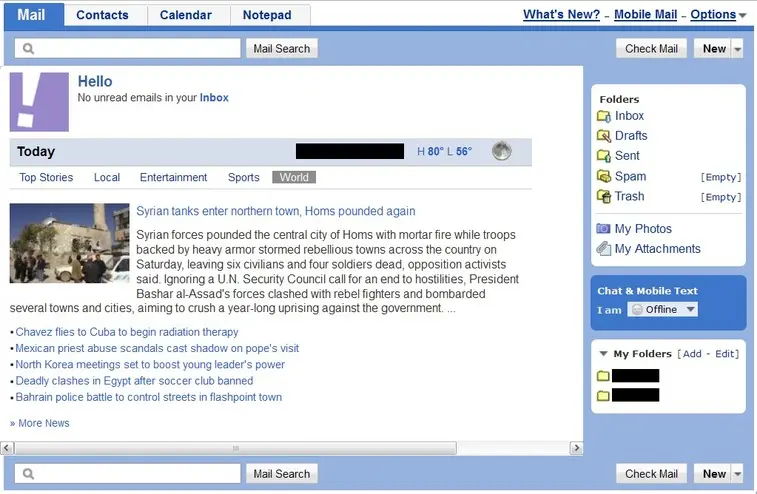 Mail Contacts Calendar Notepad What's New? – Mobile Mail – Options
Mail Search Check Mail New
Hello
No unread emails in your Inbox
Today H 80° L 56°
Top Stories Local Entertainment Sports World
Syrian tanks enter northern town, Homs pounded again
Syrian forces pounded the central city of Homs with mortar fire while troops
backed by heavy armor stormed rebellious towns across the country on
Saturday, leaving six civilians and four soldiers dead, opposition activists
said. Ignoring a U.N. Security Council call for an end to hostilities, President
Bashar al-Assad's forces clashed with rebel fighters and bombarded
several towns and cities, aiming to crush a year-long uprising against the government. ...
• Chavez flies to Cuba to begin radiation therapy
• Mexican priest abuse scandals cast shadow on pope's visit
• North Korea meetings set to boost young leader's power
• Deadly clashes in Egypt after soccer club banned
• Bahrain police battle to control streets in flashpoint town
» More News
Folders
Inbox
Drafts
Sent
Spam [Empty]
Trash [Empty]
My Photos
My Attachments
Chat & Mobile Text
I am Offline
My Folders [Add - Edit]
Mail Search Check Mail New